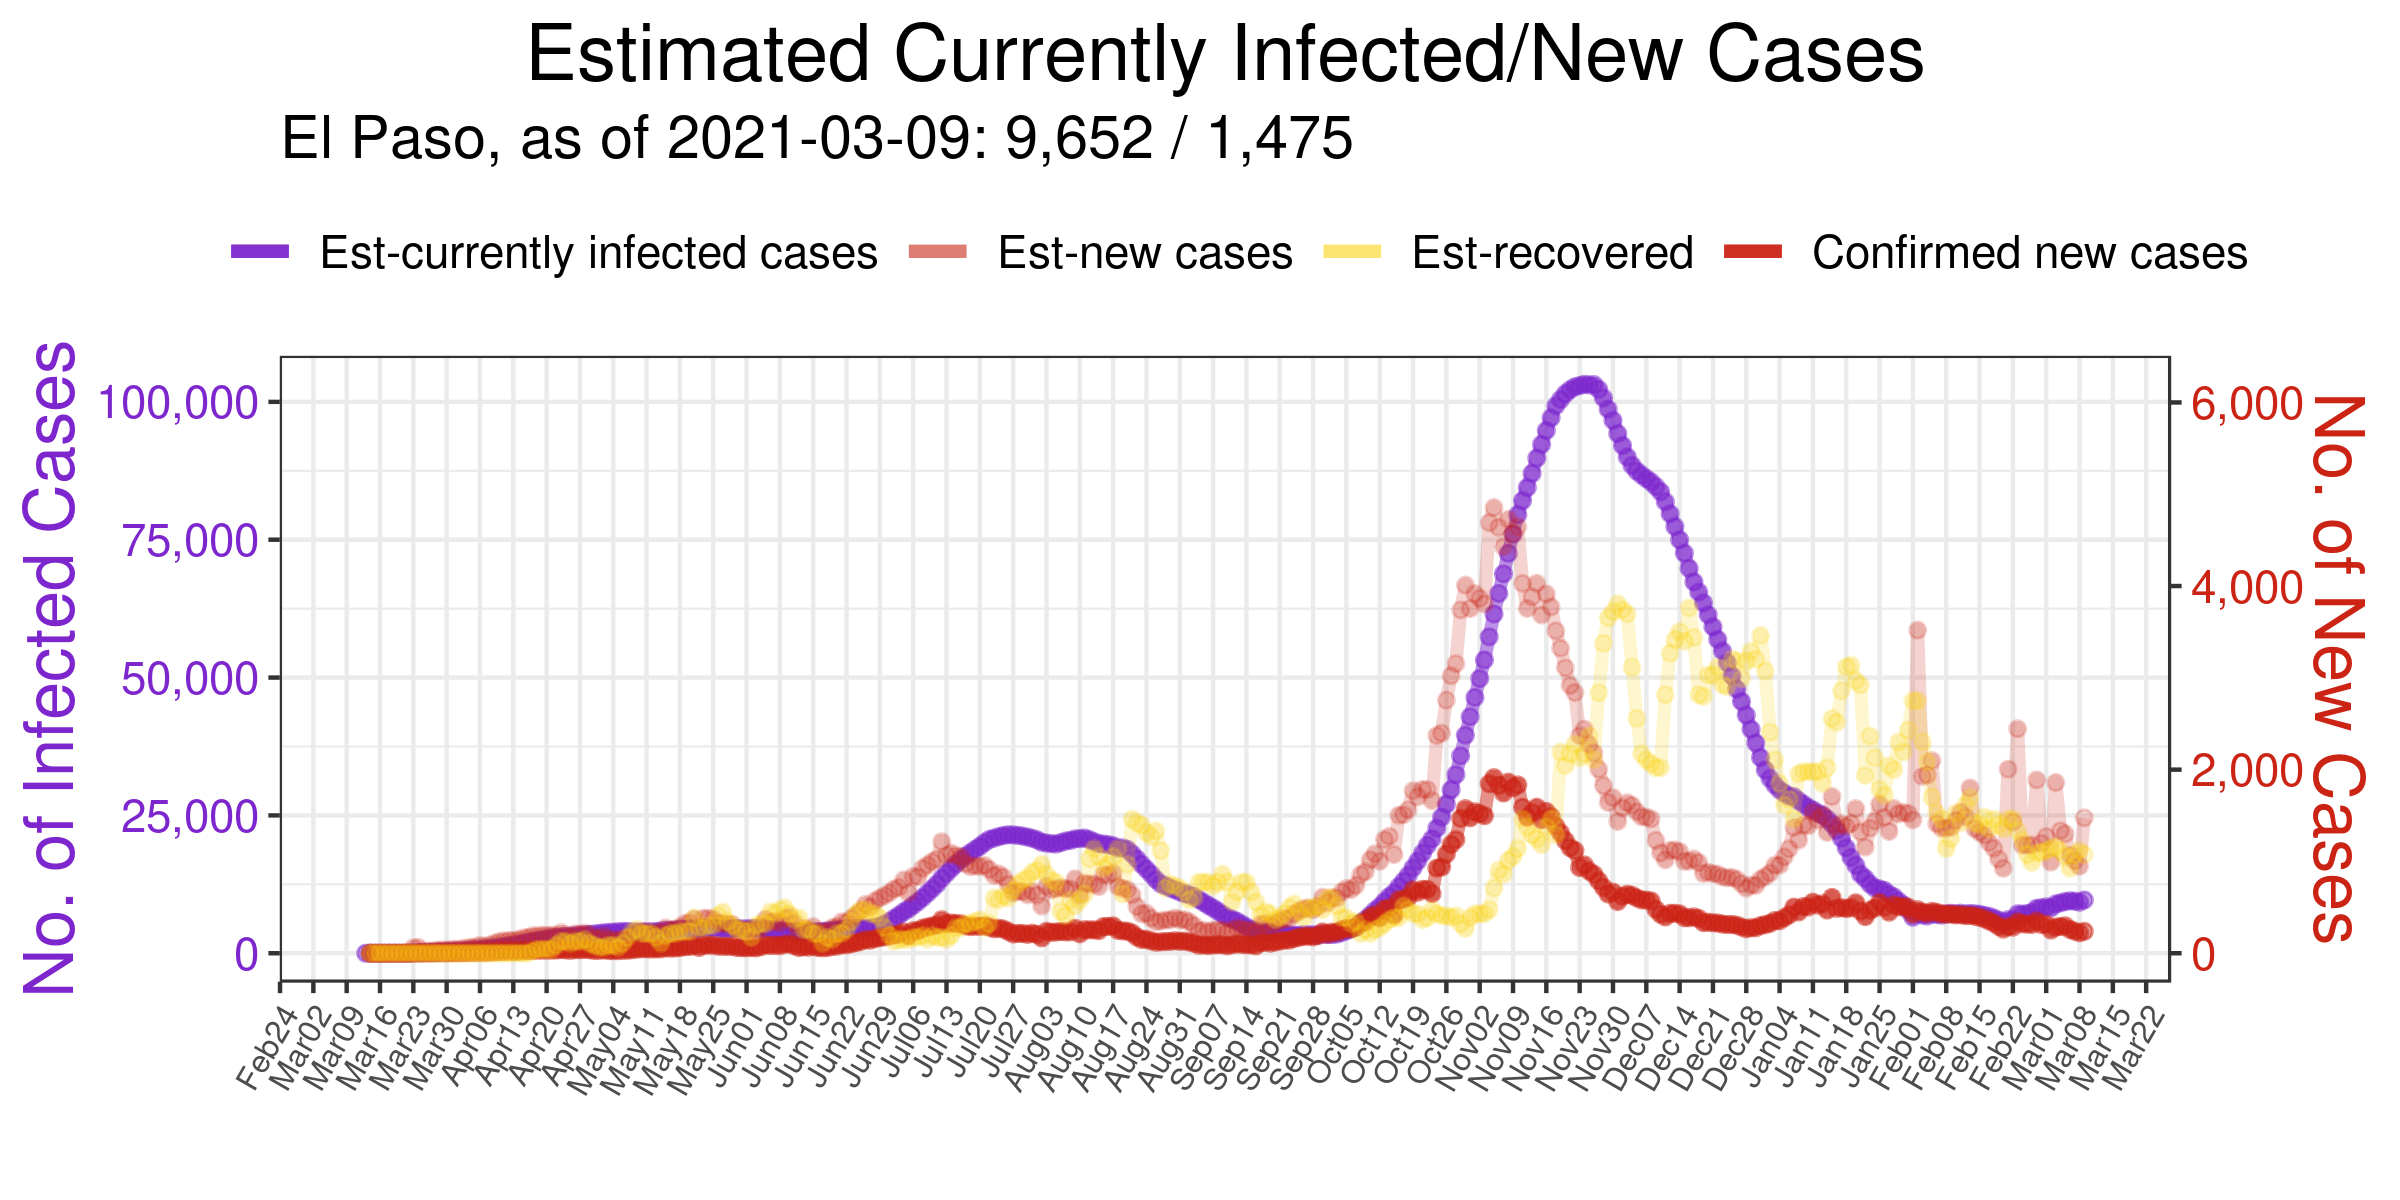 Estimated Currently Infected/New Cases
El Paso, as of 2021-03-09: 9,652 / 1,475
Est-currently infected cases Est-new cases Est-recovered Confirmed new cases
No. of Infected Cases
100,000
75,000
50,000
25,000
0
6,000
4,000
2,000
0
No. of New Cases
Feb24 Mar02 Mar09 Mar16 Mar23 Mar30 Apr06 Apr13 Apr20 Apr27 May04 May11 May18 May25 Jun01 Jun08 Jun15 Jun22 Jun29 Jul06 Jul13 Jul20 Jul27 Aug03 Aug10 Aug17 Aug24 Aug31 Sep07 Sep14 Sep21 Sep28 Oct05 Oct12 Oct19 Oct26 Nov02 Nov09 Nov16 Nov23 Nov30 Dec07 Dec14 Dec21 Dec28 Jan04 Jan11 Jan18 Jan25 Feb01 Feb08 Feb15 Feb22 Mar01 Mar08 Mar15 Mar22